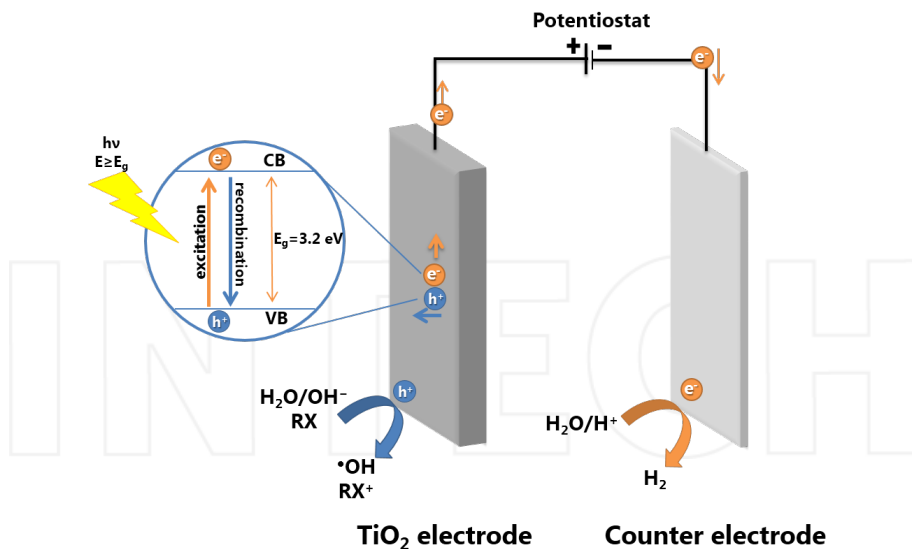 Potentiostat
+ −
e⁻
e⁻
hν
E≥Eg
e⁻ CB
excitation
recombination
Eg=3.2 eV
h⁺ VB
e⁻
h⁺
INTECH
h⁺
H₂O/OH⁻
RX
•OH
RX⁺
e⁻
H₂O/H⁺
H₂
TiO₂ electrode
Counter electrode